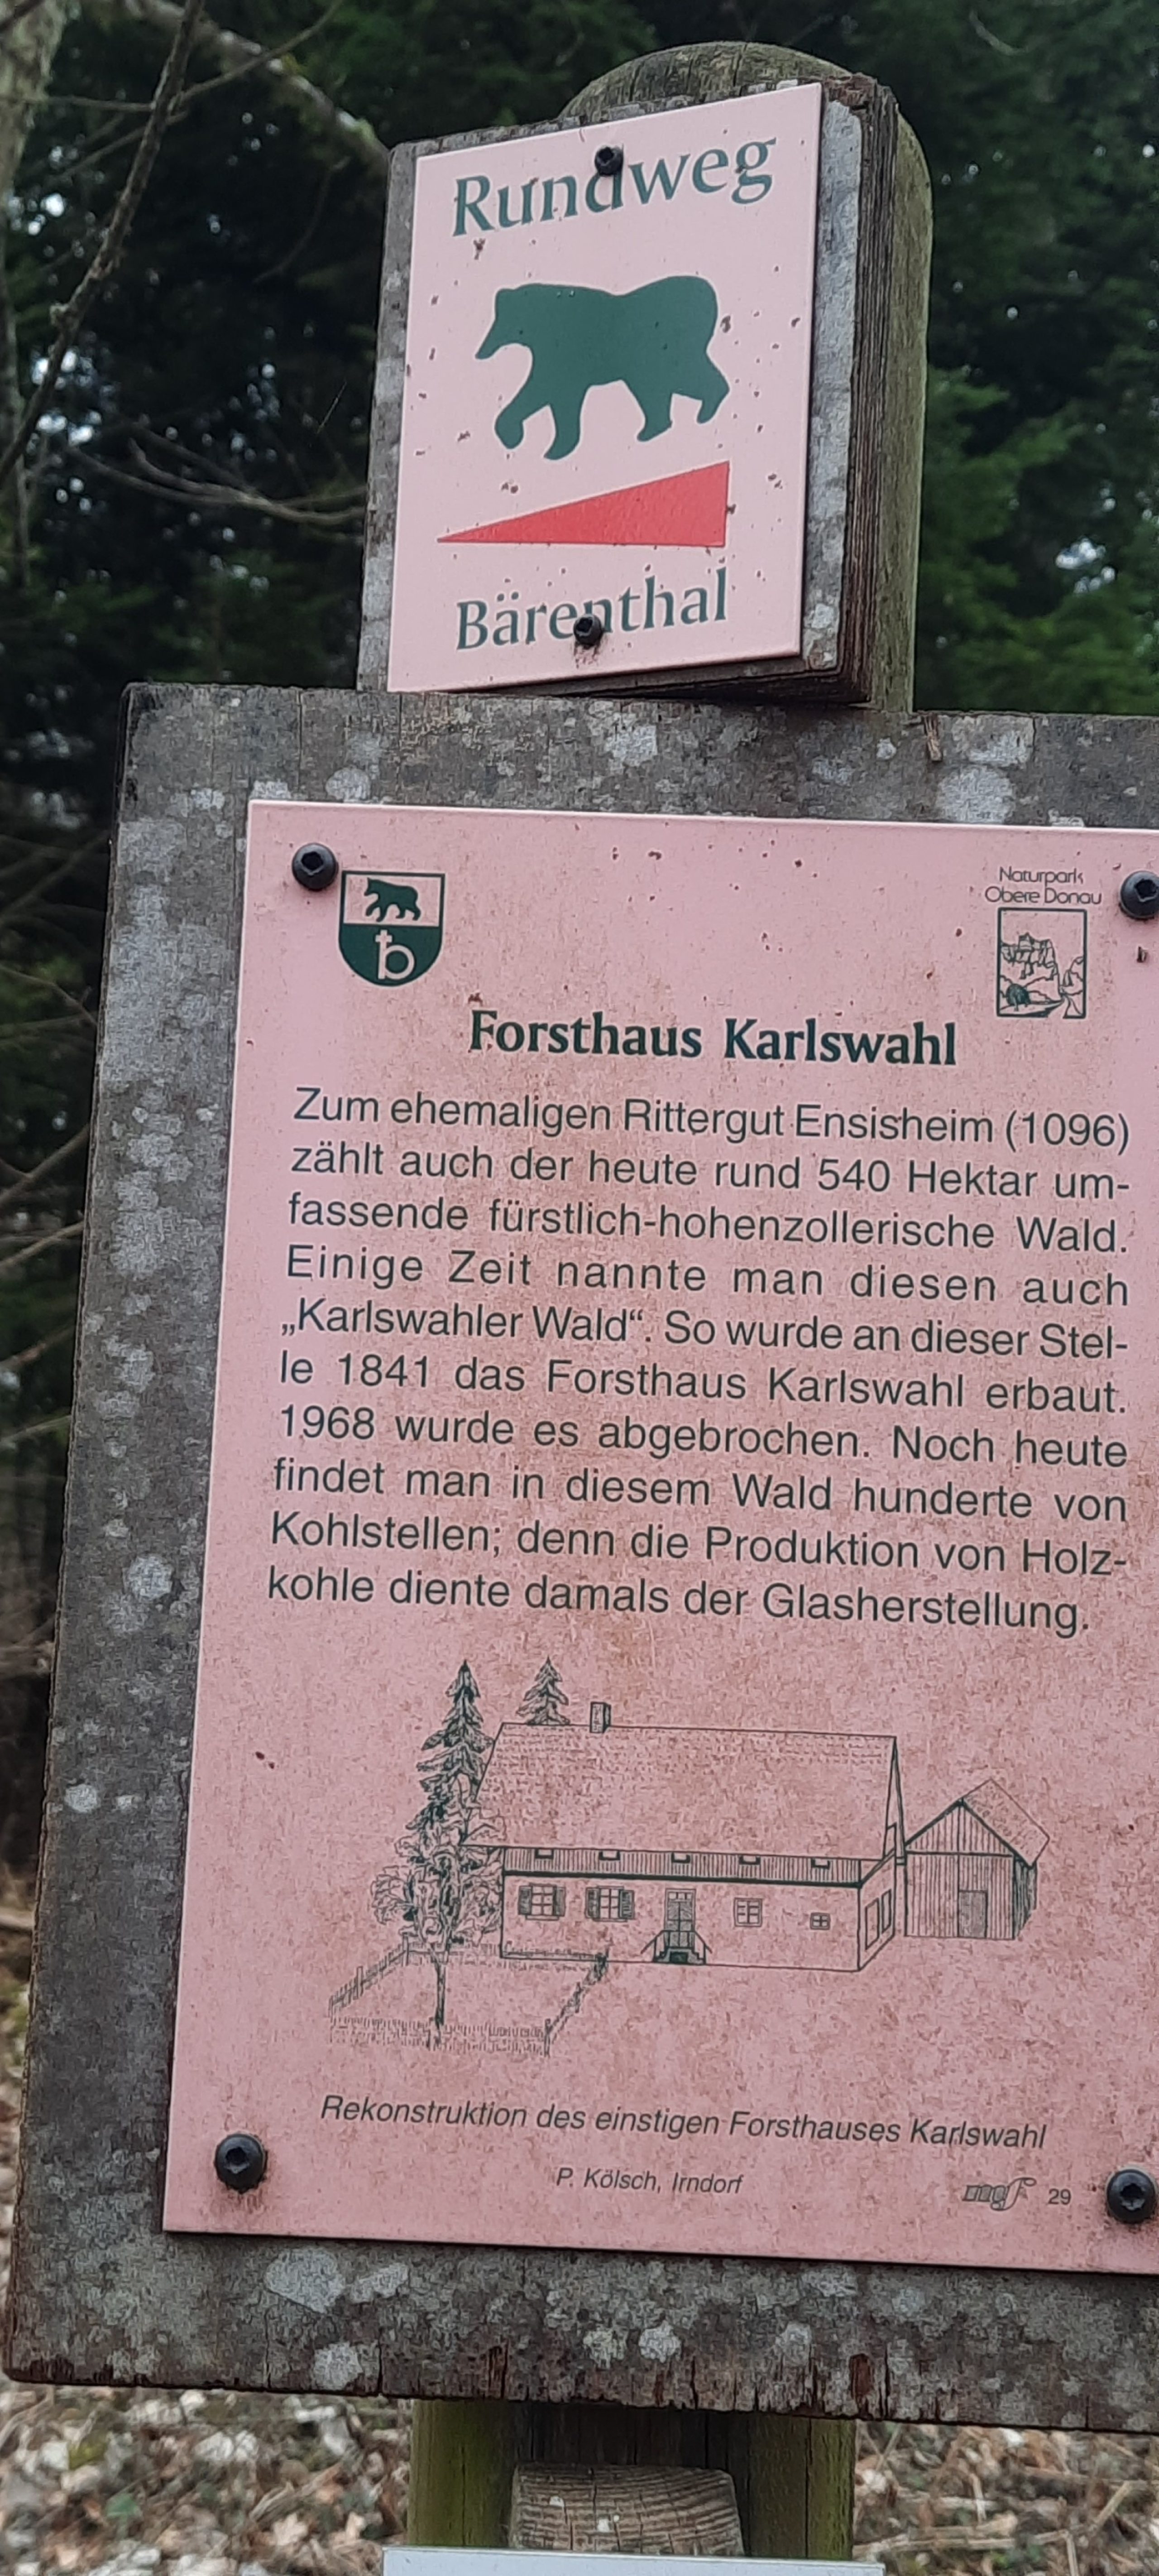 Rundweg
Bärenthal
b
Naturpark
Obere Donau
Forsthaus Karlswahl
Zum ehemaligen Rittergut Ensisheim (1096)
zählt auch der heute rund 540 Hektar um-
fassende fürstlich-hohenzollerische Wald.
Einige Zeit nannte man diesen auch
„Karlswahler Wald“. So wurde an dieser Stel-
le 1841 das Forsthaus Karlswahl erbaut.
1968 wurde es abgebrochen. Noch heute
findet man in diesem Wald hunderte von
Kohlstellen; denn die Produktion von Holz-
kohle diente damals der Glasherstellung.
Rekonstruktion des einstigen Forsthauses Karlswahl
P. Kölsch, Irndorf
mgf 29